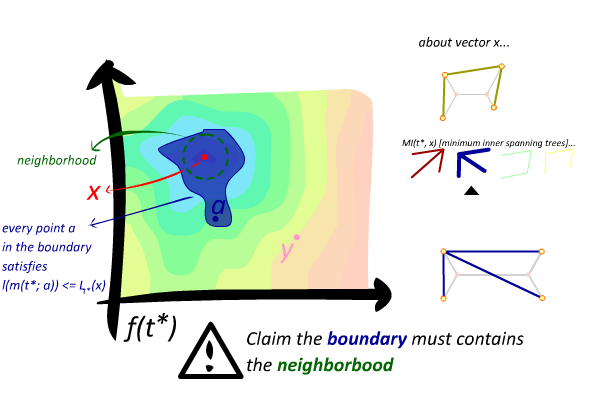 about vector x...
MI(t*, x) [minimum inner spanning trees]...
neighborhood
x
a
every point a
in the boundary
satisfies
l(m(t*; a)) <= Lt*(x)
y
f(t*)
Claim the boundary must contains
the neighborbood